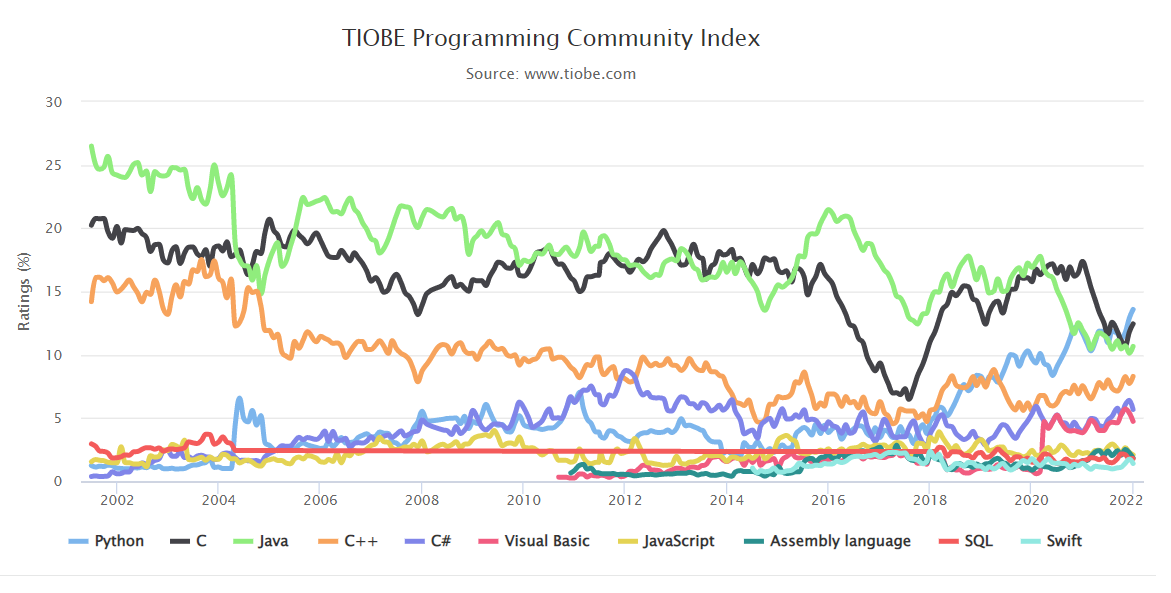 TIOBE Programming Community Index
Source: www.tiobe.com
Ratings (%)
30
25
20
15
10
5
0
2002 2004 2006 2008 2010 2012 2014 2016 2018 2020 2022
Python C Java C++ C# Visual Basic JavaScript Assembly language SQL Swift